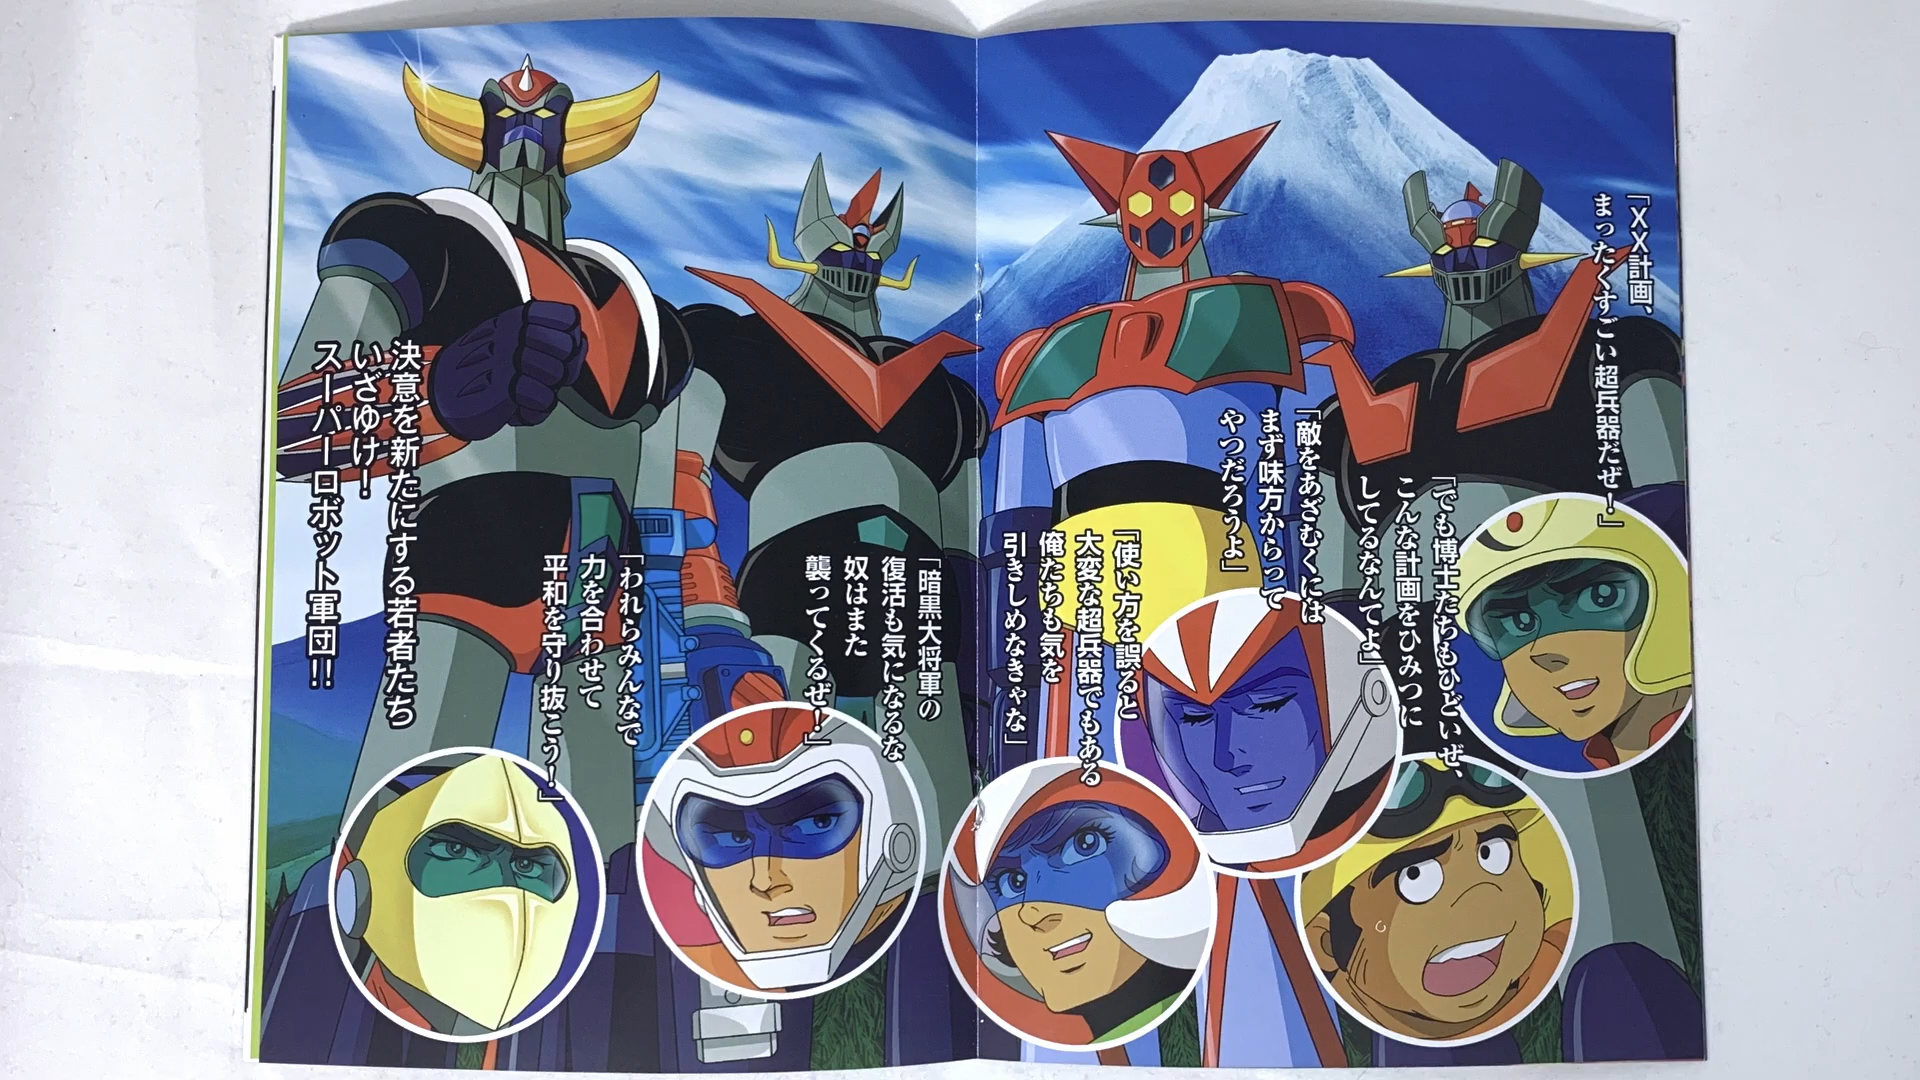 「XX計画、
まったくすごい超兵器だぜ！」
「でも博士たちもひどいぜ、
こんな計画をひみつに
してるなんてよ」
「敵をあざむくには
まず味方からって
やつだろうよ」
「使い方を誤ると
大変な超兵器でもある
俺たちも気を
引きしめなきゃな」
「暗黒大将軍の
復活も気になるな
奴はまた
襲ってくるぜ！」
「われらみんなで
力を合わせて
平和を守り抜こう！」
決意を新たにする若者たち
いざゆけ！
スーパーロボット軍団!!